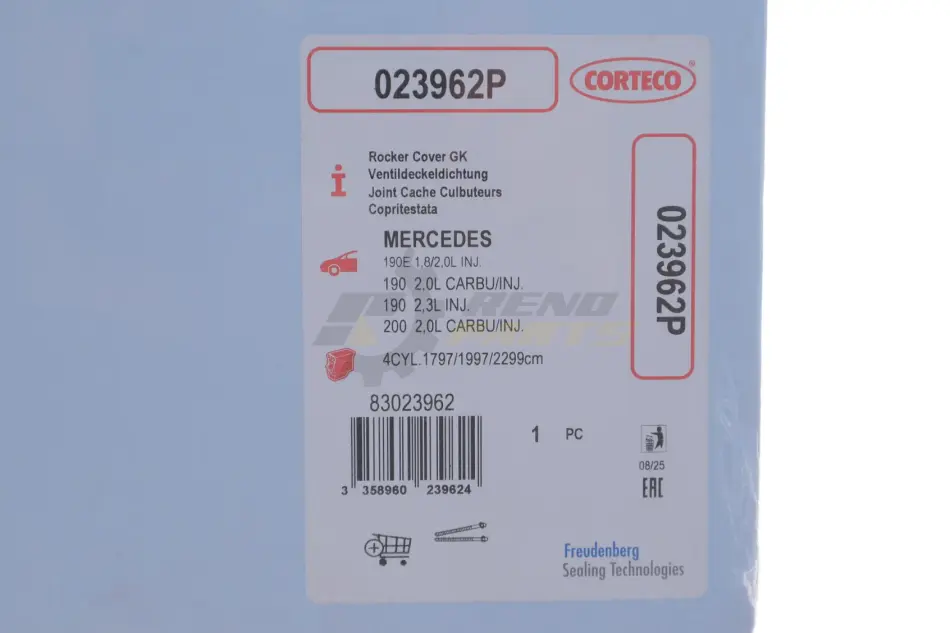 023962P
CORTECO®
Rocker Cover GK
Ventildeckeldichtung
Joint Cache Culbuteurs
Copritestata
023962P
MERCEDES
190E 1,8/2.0L INJ.
190 2,0L CARBU/INJ.
190 2,3L INJ.
200 2,0L CARBU/INJ.
RENO
PARTS
4CYL.1797/1997/2299cm
83023962
1 PC
08/25
EAC
3 358960 239624
Freudenberg
Sealing Technologies